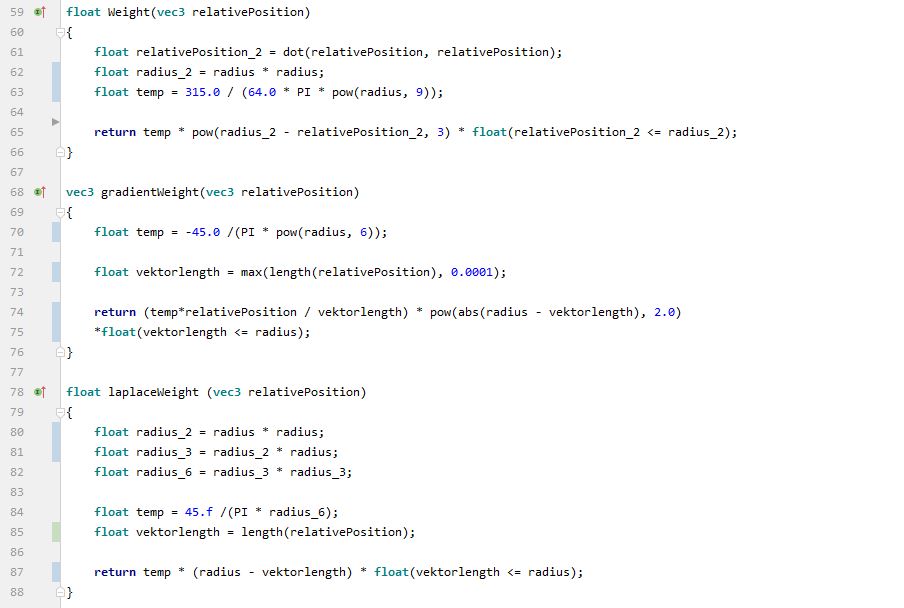 59 float Weight(vec3 relativePosition)
60 {
61 float relativePosition_2 = dot(relativePosition, relativePosition);
62 float radius_2 = radius * radius;
63 float temp = 315.0 / (64.0 * PI * pow(radius, 9));
64
65 return temp * pow(radius_2 - relativePosition_2, 3) * float(relativePosition_2 <= radius_2);
66 }
67
68 vec3 gradientWeight(vec3 relativePosition)
69 {
70 float temp = -45.0 /(PI * pow(radius, 6));
71
72 float vektorlength = max(length(relativePosition), 0.0001);
73
74 return (temp*relativePosition / vektorlength) * pow(abs(radius - vektorlength), 2.0)
75 *float(vektorlength <= radius);
76 }
77
78 float laplaceWeight (vec3 relativePosition)
79 {
80 float radius_2 = radius * radius;
81 float radius_3 = radius_2 * radius;
82 float radius_6 = radius_3 * radius_3;
83
84 float temp = 45.f /(PI * radius_6);
85 float vektorlength = length(relativePosition);
86
87 return temp * (radius - vektorlength) * float(vektorlength <= radius);
88 }